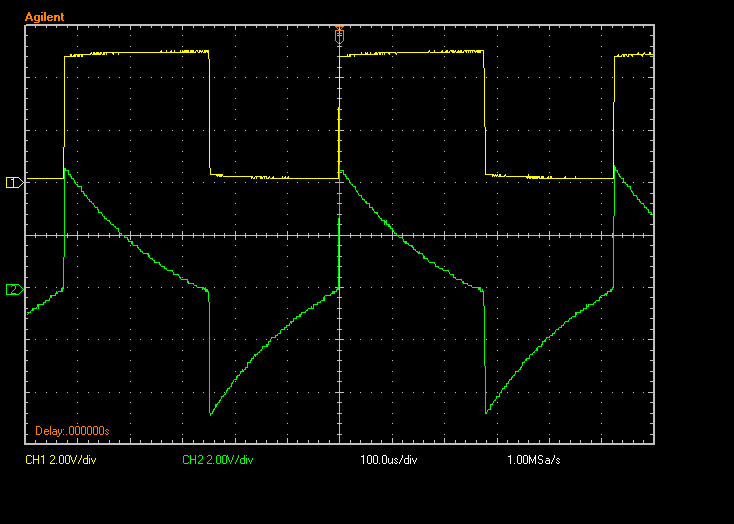 Agilent
1
2
Delay:.000000s
CH1 2.00V/div CH2 2.00V/div 100.0us/div 1.00MSa/s